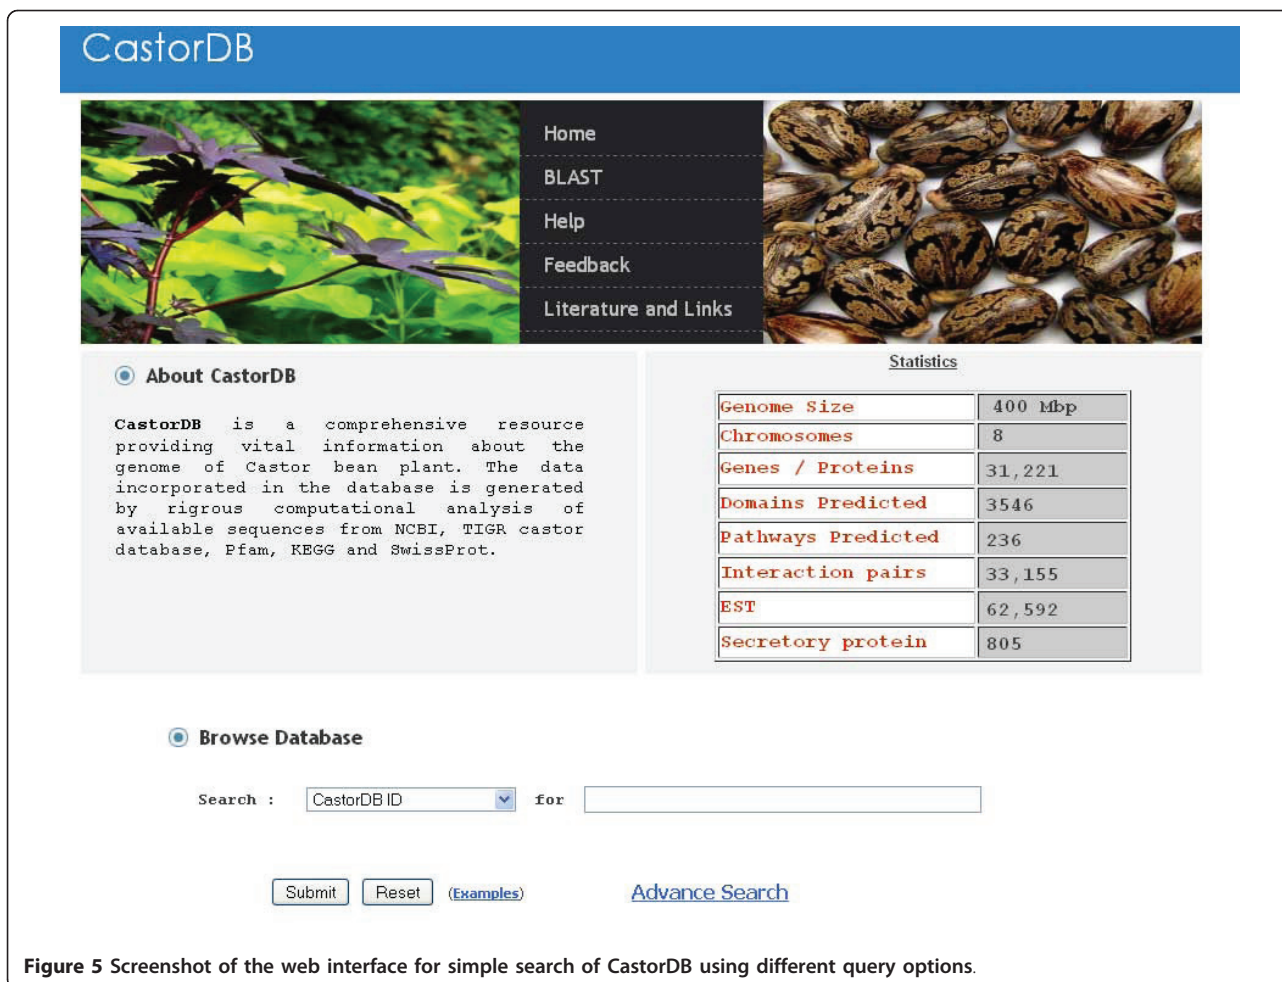 CastorDB
Home
BLAST
Help
Feedback
Literature and Links
About CastorDB
CastorDB is a comprehensive resource
providing vital information about the
genome of Castor bean plant. The data
incorporated in the database is generated
by rigrous computational analysis of
available sequences from NCBI, TIGR castor
database, Pfam, KEGG and SwissProt.
Statistics
Genome Size 400 Mbp
Chromosomes 8
Genes / Proteins 31,221
Domains Predicted 3546
Pathways Predicted 236
Interaction pairs 33,155
EST 62,592
Secretory protein 805
Browse Database
Search : CastorDB ID for
Submit Reset (Examples) Advance Search
Figure 5 Screenshot of the web interface for simple search of CastorDB using different query options.